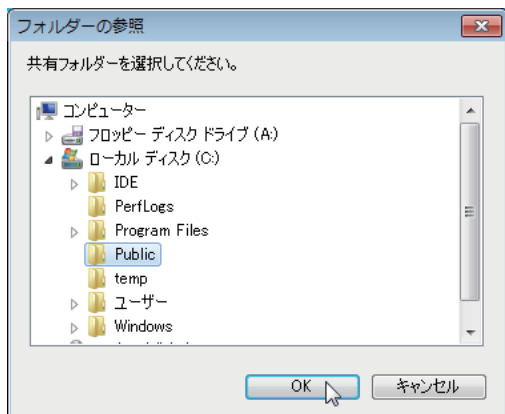 フォルダーの参照
共有フォルダーを選択してください。
コンピューター
フロッピー ディスク ドライブ (A:)
ローカル ディスク (C:)
IDE
PerfLogs
Program Files
Public
temp
ユーザー
Windows
OK
キャンセル